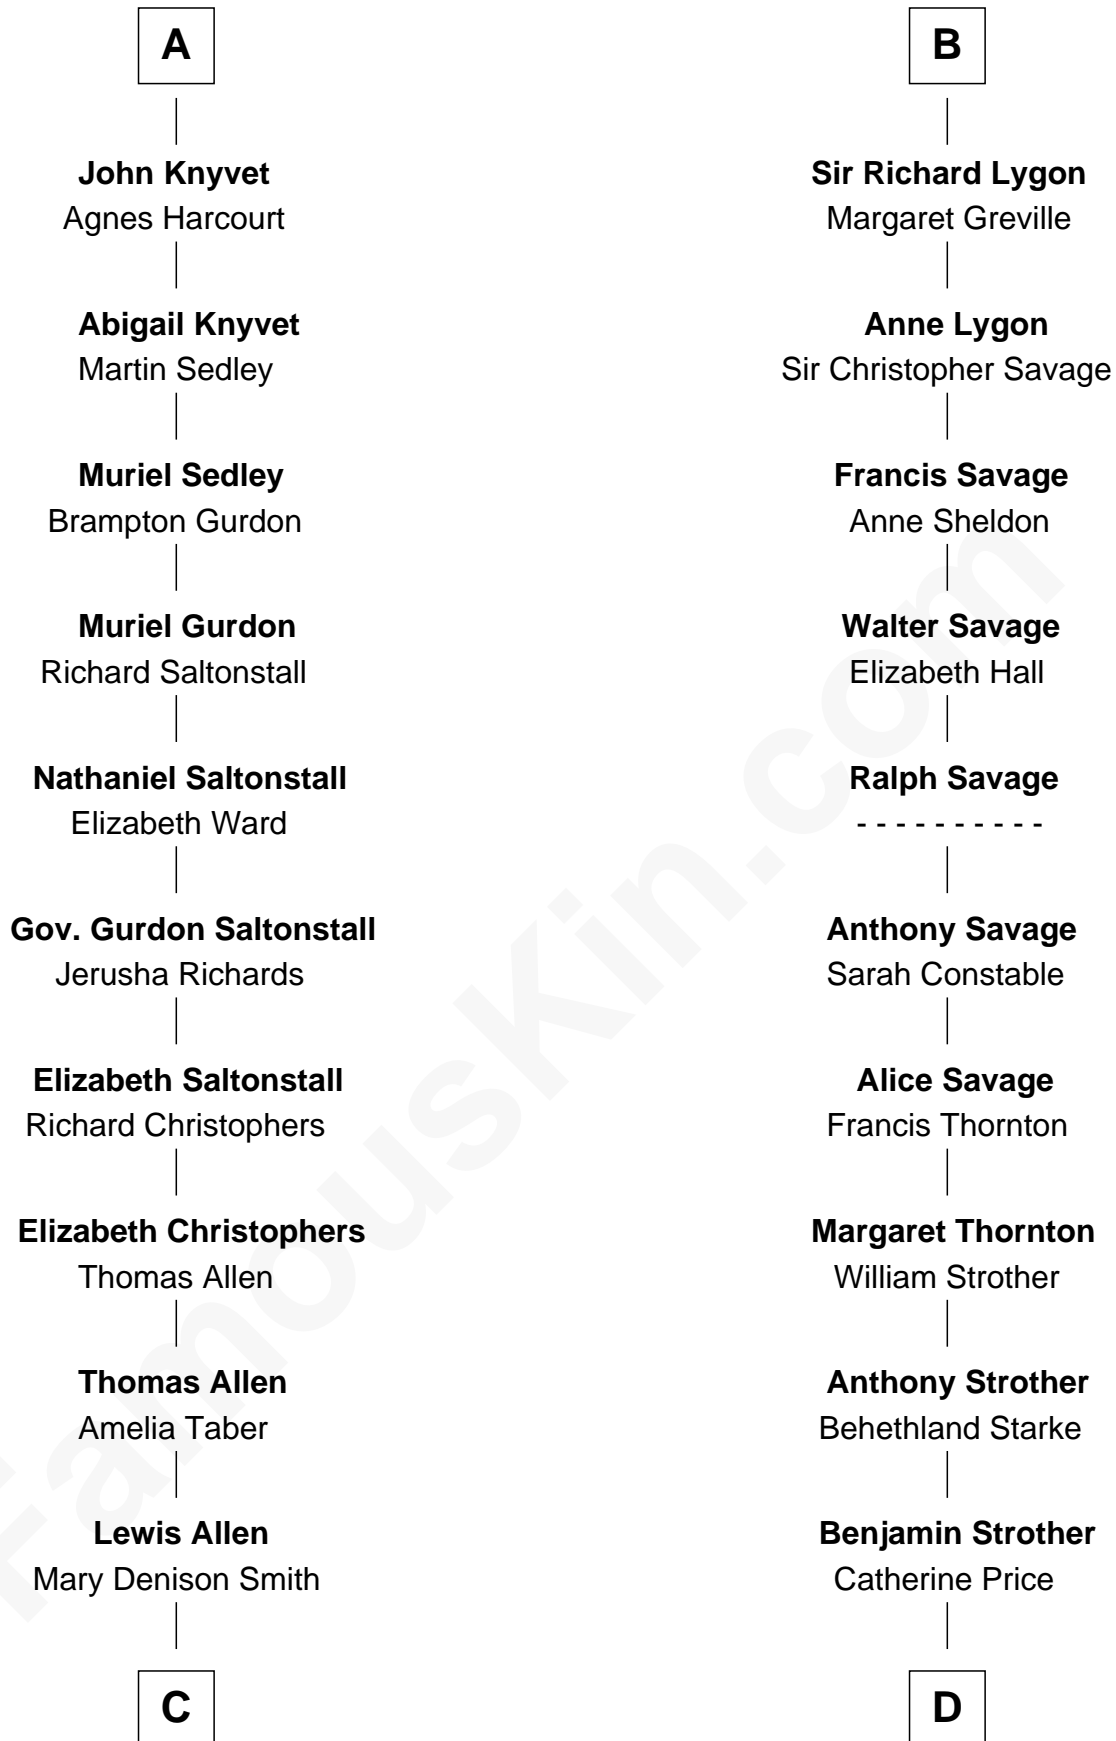 A
John Knyvet
Agnes Harcourt
Abigail Knyvet
Martin Sedley
Muriel Sedley
Brampton Gurdon
Muriel Gurdon
Richard Saltonstall
Nathaniel Saltonstall
Elizabeth Ward
Gov. Gurdon Saltonstall
Jerusha Richards
Elizabeth Saltonstall
Richard Christophers
Elizabeth Christophers
Thomas Allen
Thomas Allen
Amelia Taber
Lewis Allen
Mary Denison Smith
C
B
Sir Richard Lygon
Margaret Greville
Anne Lygon
Sir Christopher Savage
Francis Savage
Anne Sheldon
Walter Savage
Elizabeth Hall
Ralph Savage
- - - - - - - - - -
Anthony Savage
Sarah Constable
Alice Savage
Francis Thornton
Margaret Thornton
William Strother
Anthony Strother
Behethland Starke
Benjamin Strother
Catherine Price
D
FamousKin.com